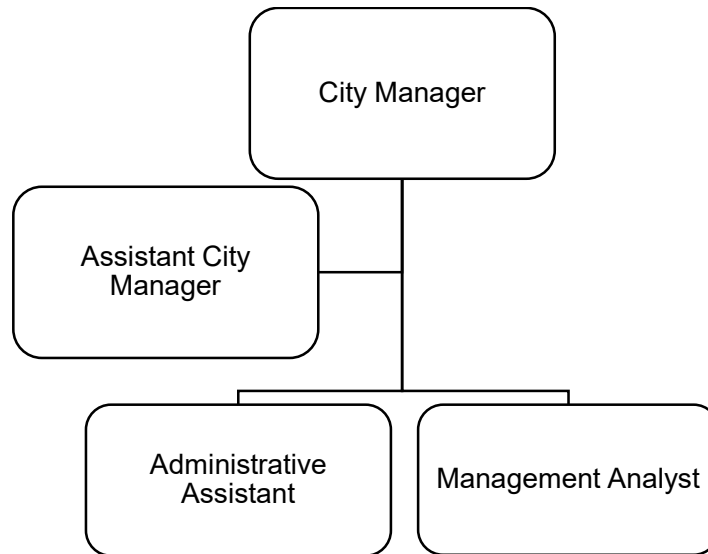 City Manager
Assistant City
Manager
Administrative
Assistant
Management Analyst